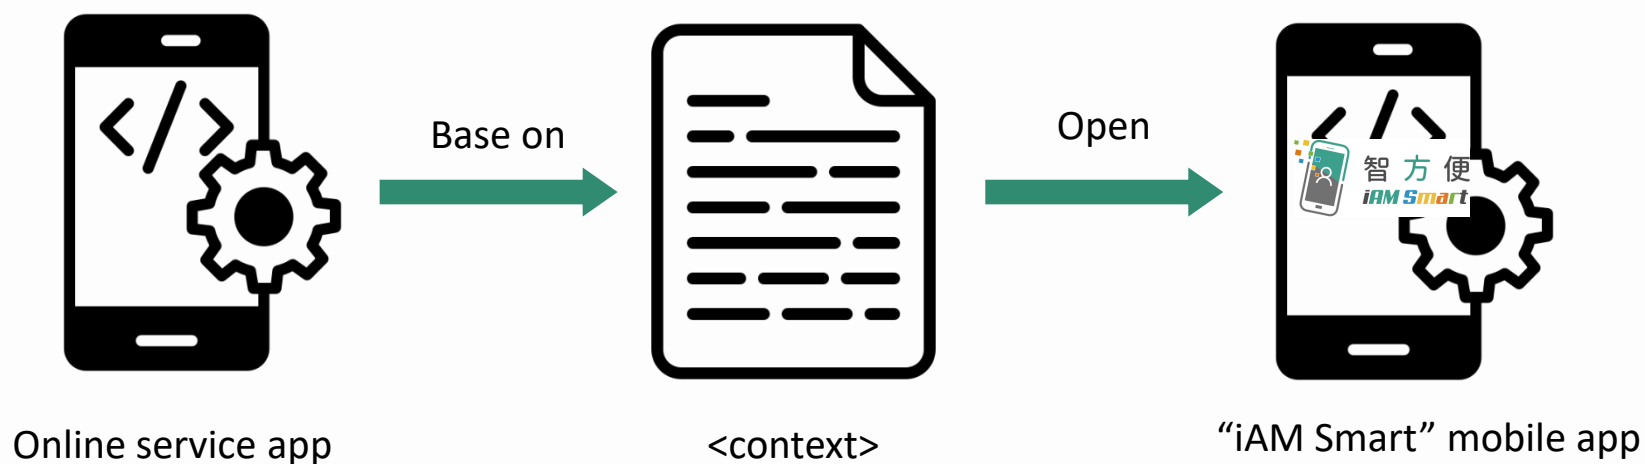 Base on
Open
智方便
iAM Smart
Online service app
<context>
“iAM Smart” mobile app